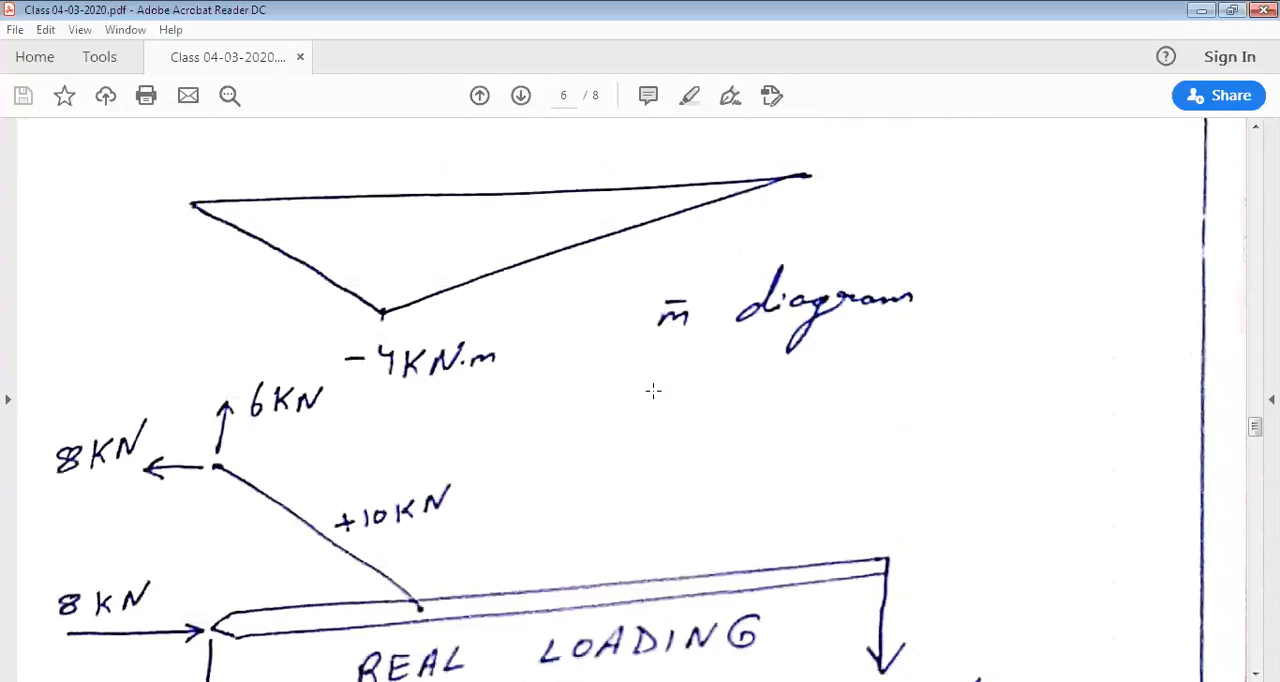 Class 04-03-2020.pdf - Adobe Acrobat Reader DC
File Edit View Window Help
Home Tools Class 04-03-2020.... × ? Sign In
6 / 8 Share
m̄ diagram
-4KN.m
6KN
8KN
+10KN
8KN
REAL LOADING